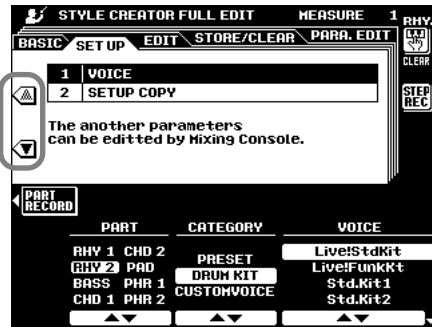 STYLE CREATOR FULL EDIT MEASURE 1
RHY.
BASIC SET UP EDIT STORE/CLEAR PARA. EDIT
CLEAR
1 VOICE
2 SETUP COPY
STEP
REC
The another parameters
can be editted by Mixing Console.
PART
RECORD
PART CATEGORY VOICE
RHY 1 CHD 2 PRESET Live!StdKit
RHY 2 PAD DRUM KIT Live!FunkKt
BASS PHR 1 CUSTOMVOICE Std.Kit1
CHD 1 PHR 2 Std.Kit2